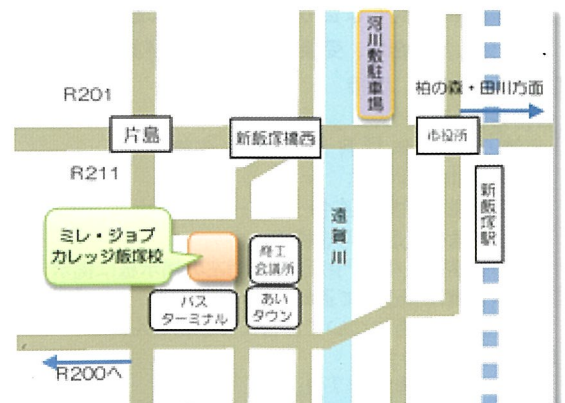 河川敷駐車場
柏の森・田川方面
R201
片島
新飯塚橋西
市役所
R211
新飯塚駅
遠賀川
ミレ・ジョブ
カレッジ飯塚校
商工
会議所
バス
ターミナル
あい
タウン
R200へ